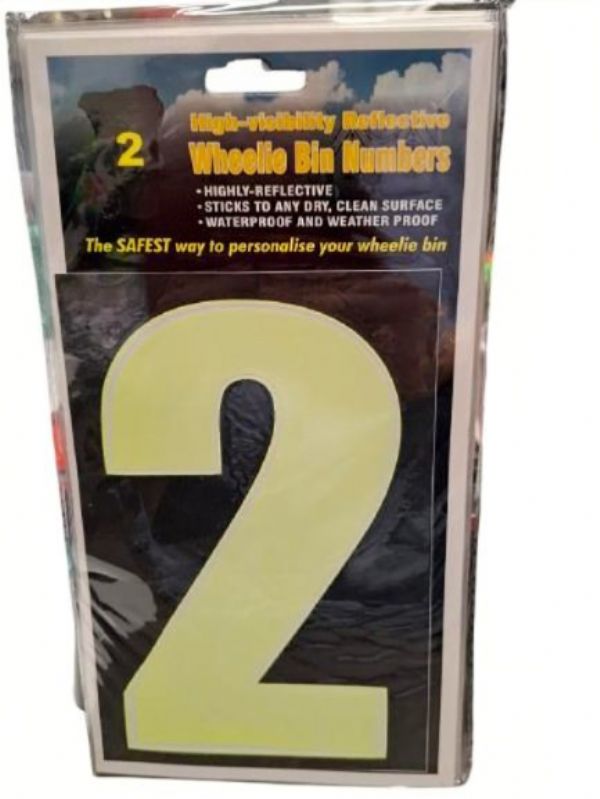 High-visibility Reflective
2
Wheelie Bin Numbers
• HIGHLY-REFLECTIVE
• STICKS TO ANY DRY, CLEAN SURFACE
• WATERPROOF AND WEATHER PROOF
The SAFEST way to personalise your wheelie bin
2